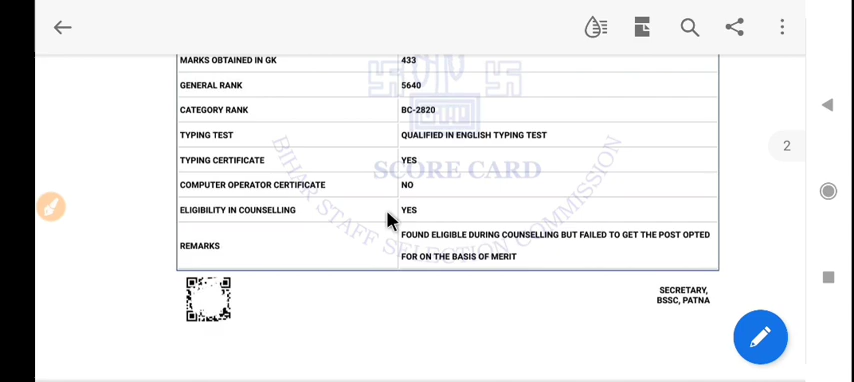 MARKS OBTAINED IN GK 433
GENERAL RANK 5640
CATEGORY RANK BC-2820
TYPING TEST QUALIFIED IN ENGLISH TYPING TEST
TYPING CERTIFICATE YES
SCORE CARD
COMPUTER OPERATOR CERTIFICATE NO
ELIGIBILITY IN COUNSELLING YES
BIHAR STAFF SELECTION COMMISSION
REMARKS FOUND ELIGIBLE DURING COUNSELLING BUT FAILED TO GET THE POST OPTED
FOR ON THE BASIS OF MERIT
SECRETARY,
BSSC, PATNA
2